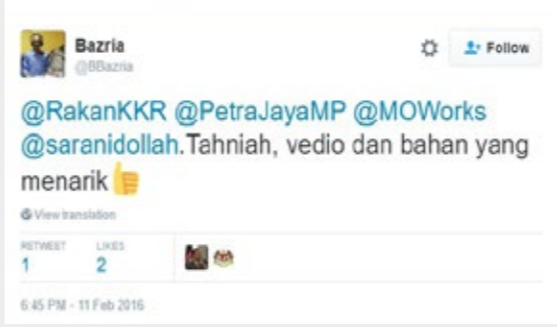 Bazria
@BBazria
Follow
@RakanKKR @PetraJayaMP @MOWorks
@saranidollah.Tahniah, vedio dan bahan yang
menarik👍
View translation
RETWEET LIKES
1 2
6:45 PM - 11 Feb 2016